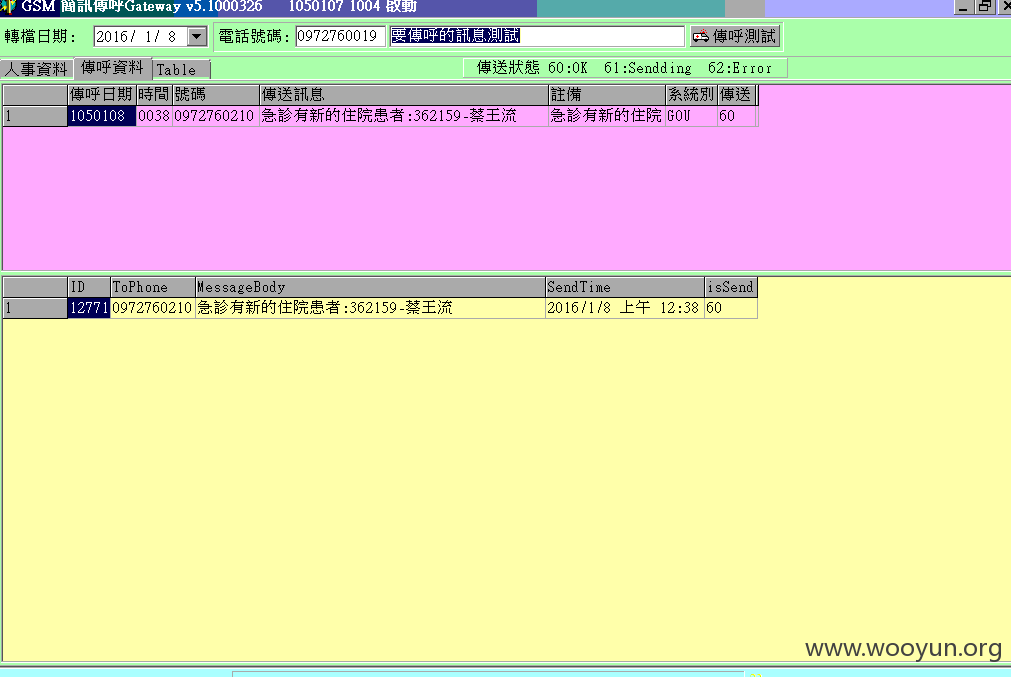 GSM 簡訊傳呼Gateway v5.1000326 1050107 1004 啟動
轉檔日期: 2016/ 1/ 8 電話號碼: 0972760019 要傳呼的訊息測試 傳呼測試
人事資料 傳呼資料 Table 傳送狀態 60:OK 61:Sendding 62:Error
傳呼日期 時間 號碼 傳送訊息 註備 系統別 傳送
1 1050108 0038 0972760210 急診有新的住院患者:362159-蔡王流 急診有新的住院 GOU 60
ID ToPhone MessageBody SendTime isSend
1 12771 0972760210 急診有新的住院患者:362159-蔡王流 2016/1/8 上午 12:38 60
www.wooyun.org